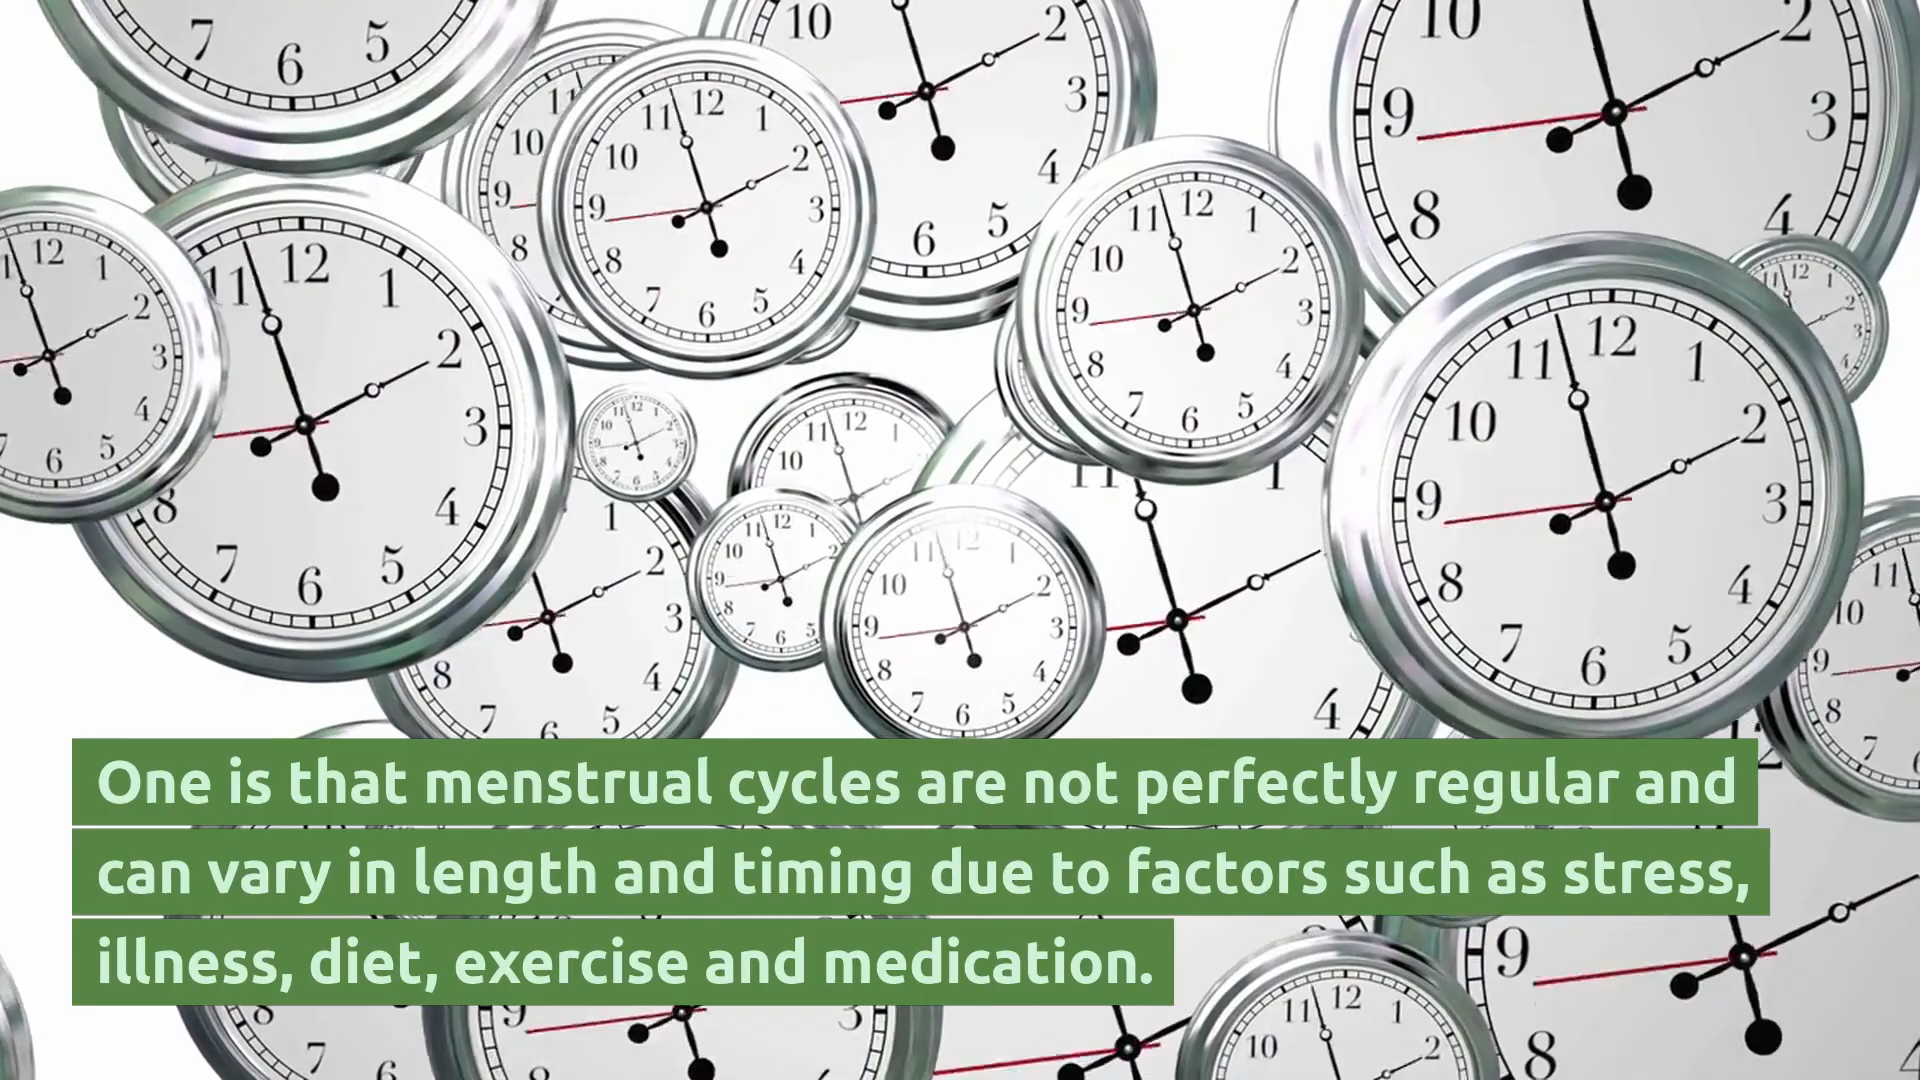 One is that menstrual cycles are not perfectly regular and
can vary in length and timing due to factors such as stress,
illness, diet, exercise and medication.